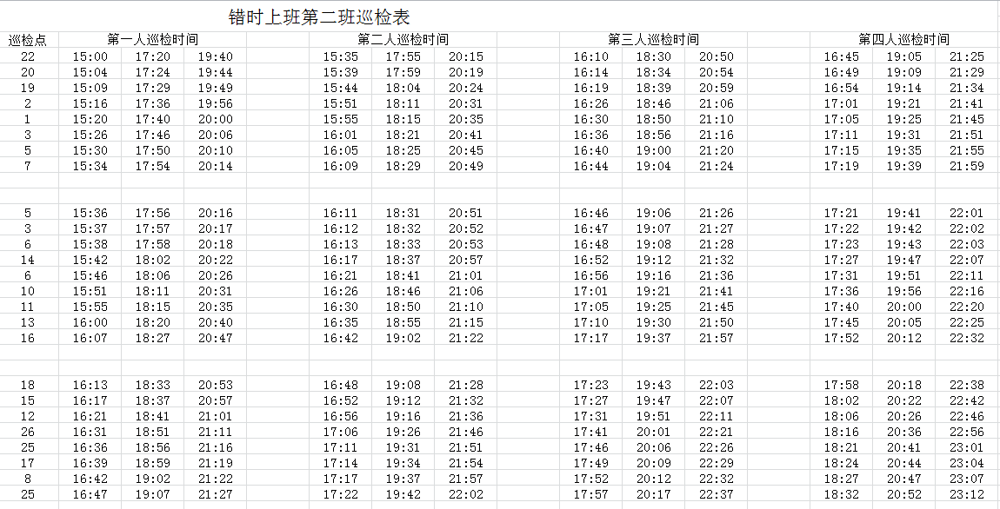 错时上班第二班巡检表
巡检点 第一人巡检时间 第二人巡检时间 第三人巡检时间 第四人巡检时间
22 15:00 17:20 19:40 15:35 17:55 20:15 16:10 18:30 20:50 16:45 19:05 21:25
20 15:04 17:24 19:44 15:39 17:59 20:19 16:14 18:34 20:54 16:49 19:09 21:29
19 15:09 17:29 19:49 15:44 18:04 20:24 16:19 18:39 20:59 16:54 19:14 21:34
2 15:16 17:36 19:56 15:51 18:11 20:31 16:26 18:46 21:06 17:01 19:21 21:41
1 15:20 17:40 20:00 15:55 18:15 20:35 16:30 18:50 21:10 17:05 19:25 21:45
3 15:26 17:46 20:06 16:01 18:21 20:41 16:36 18:56 21:16 17:11 19:31 21:51
5 15:30 17:50 20:10 16:05 18:25 20:45 16:40 19:00 21:20 17:15 19:35 21:55
7 15:34 17:54 20:14 16:09 18:29 20:49 16:44 19:04 21:24 17:19 19:39 21:59
5 15:36 17:56 20:16 16:11 18:31 20:51 16:46 19:06 21:26 17:21 19:41 22:01
3 15:37 17:57 20:17 16:12 18:32 20:52 16:47 19:07 21:27 17:22 19:42 22:02
6 15:38 17:58 20:18 16:13 18:33 20:53 16:48 19:08 21:28 17:23 19:43 22:03
14 15:42 18:02 20:22 16:17 18:37 20:57 16:52 19:12 21:32 17:27 19:47 22:07
6 15:46 18:06 20:26 16:21 18:41 21:01 16:56 19:16 21:36 17:31 19:51 22:11
10 15:51 18:11 20:31 16:26 18:46 21:06 17:01 19:21 21:41 17:36 19:56 22:16
11 15:55 18:15 20:35 16:30 18:50 21:10 17:05 19:25 21:45 17:40 20:00 22:20
13 16:00 18:20 20:40 16:35 18:55 21:15 17:10 19:30 21:50 17:45 20:05 22:25
16 16:07 18:27 20:47 16:42 19:02 21:22 17:17 19:37 21:57 17:52 20:12 22:32
18 16:13 18:33 20:53 16:48 19:08 21:28 17:23 19:43 22:03 17:58 20:18 22:38
15 16:17 18:37 20:57 16:52 19:12 21:32 17:27 19:47 22:07 18:02 20:22 22:42
12 16:21 18:41 21:01 16:56 19:16 21:36 17:31 19:51 22:11 18:06 20:26 22:46
26 16:31 18:51 21:11 17:06 19:26 21:46 17:41 20:01 22:21 18:16 20:36 22:56
25 16:36 18:56 21:16 17:11 19:31 21:51 17:46 20:06 22:26 18:21 20:41 23:01
17 16:39 18:59 21:19 17:14 19:34 21:54 17:49 20:09 22:29 18:24 20:44 23:04
8 16:42 19:02 21:22 17:17 19:37 21:57 17:52 20:12 22:32 18:27 20:47 23:07
25 16:47 19:07 21:27 17:22 19:42 22:02 17:57 20:17 22:37 18:32 20:52 23:12